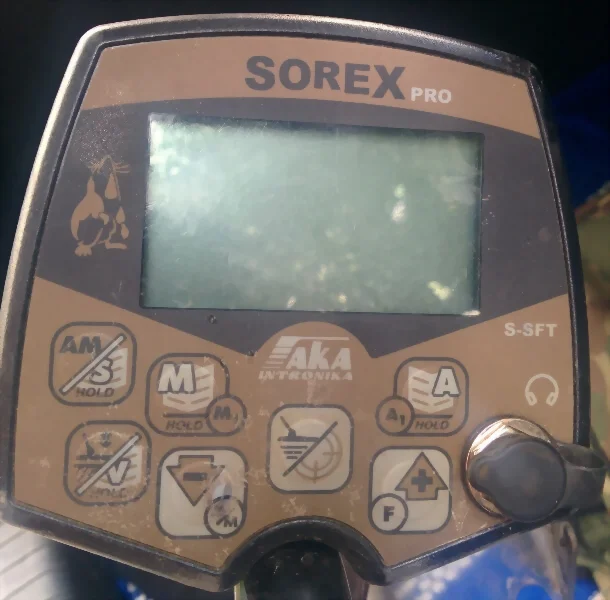 SOREX PRO
S-SFT
AKA
INTRONIKA
AM
S
HOLD
M
HOLD M1
A
A1 HOLD
V
HOLD
-
/M
+
F